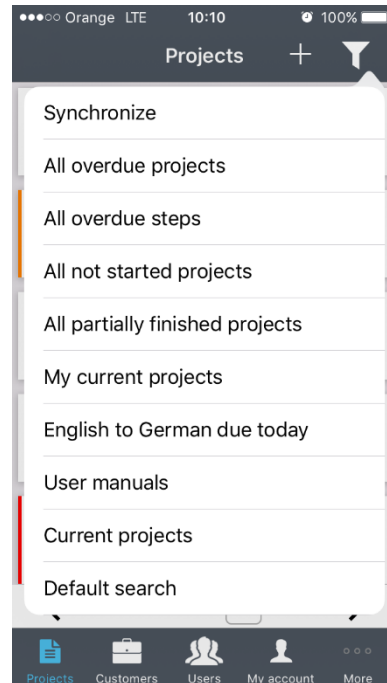 Orange LTE 10:10 100%
Projects
Synchronize
All overdue projects
All overdue steps
All not started projects
All partially finished projects
My current projects
English to German due today
User manuals
Current projects
Default search
Projects Customers Users My account More